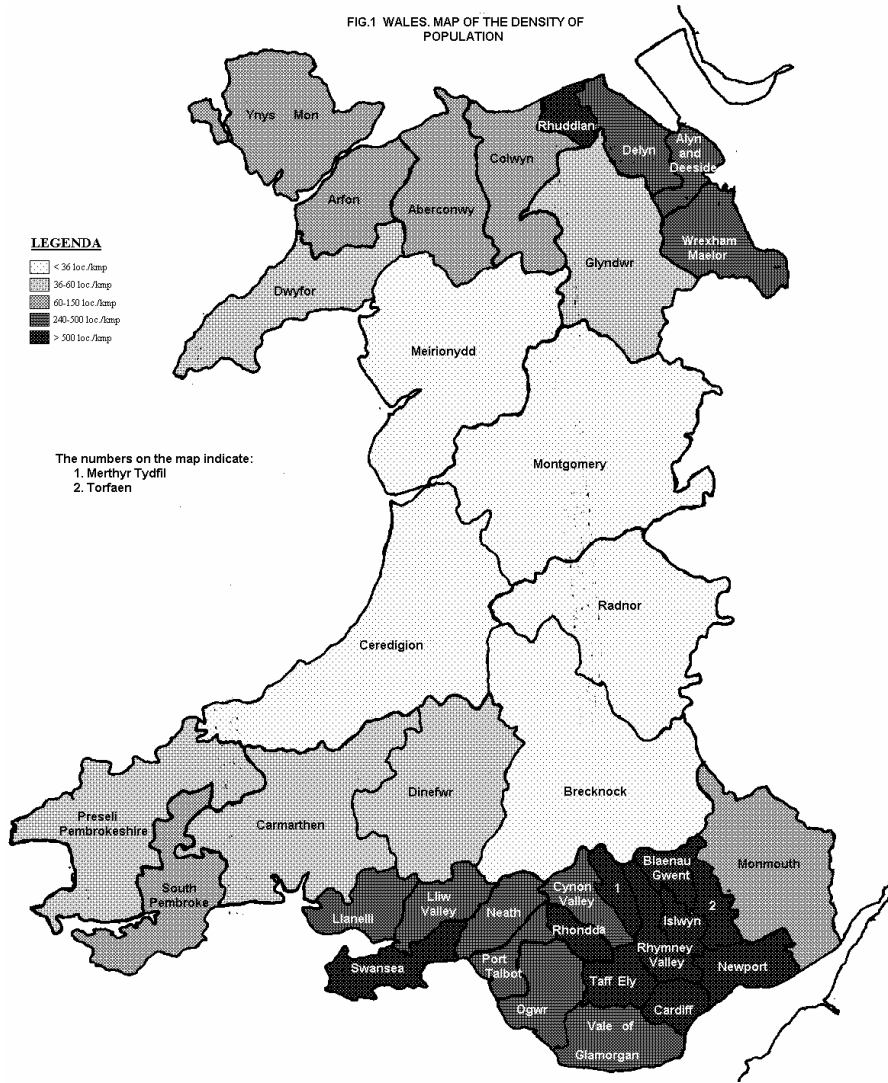 FIG.1 WALES. MAP OF THE DENSITY OF
POPULATION
Ynys Mon
Rhuddlan
Delyn
Alyn
and
Deeside
Colwyn
Arfon
Aberconwy
Wrexham
Maelor
Glyndwr
Dwyfor
LEGENDA
< 36 loc./kmp
36-60 loc./kmp
60-150 loc./kmp
240-500 loc./kmp
> 500 loc./kmp
Meirionydd
The numbers on the map indicate:
1. Merthyr Tydfil
2. Torfaen
Montgomery
Radnor
Ceredigion
Dinefwr
Brecknock
Preseli
Pembrokeshire
Carmarthen
Monmouth
Blaenau
Gwent
South
Pembroke
Lliw
Valley
Cynon
Valley
1
2
Llanelli
Neath
Rhondda
Islwyn
Rhymney
Valley
Swansea
Port
Talbot
Taff Ely
Newport
Ogwr
Cardiff
Vale of
Glamorgan